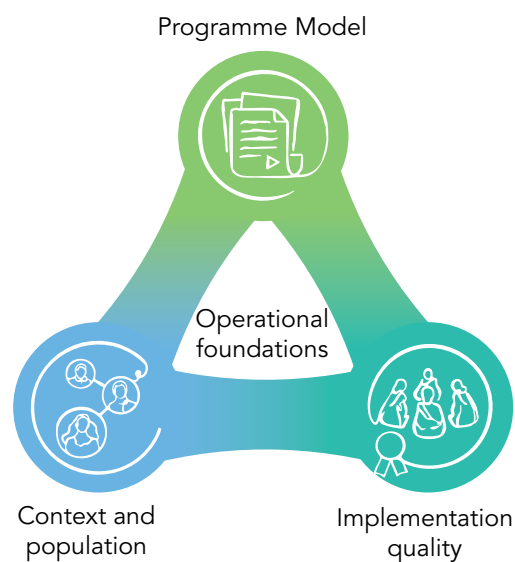 Programme Model
Operational
foundations
Context and
population
Implementation
quality